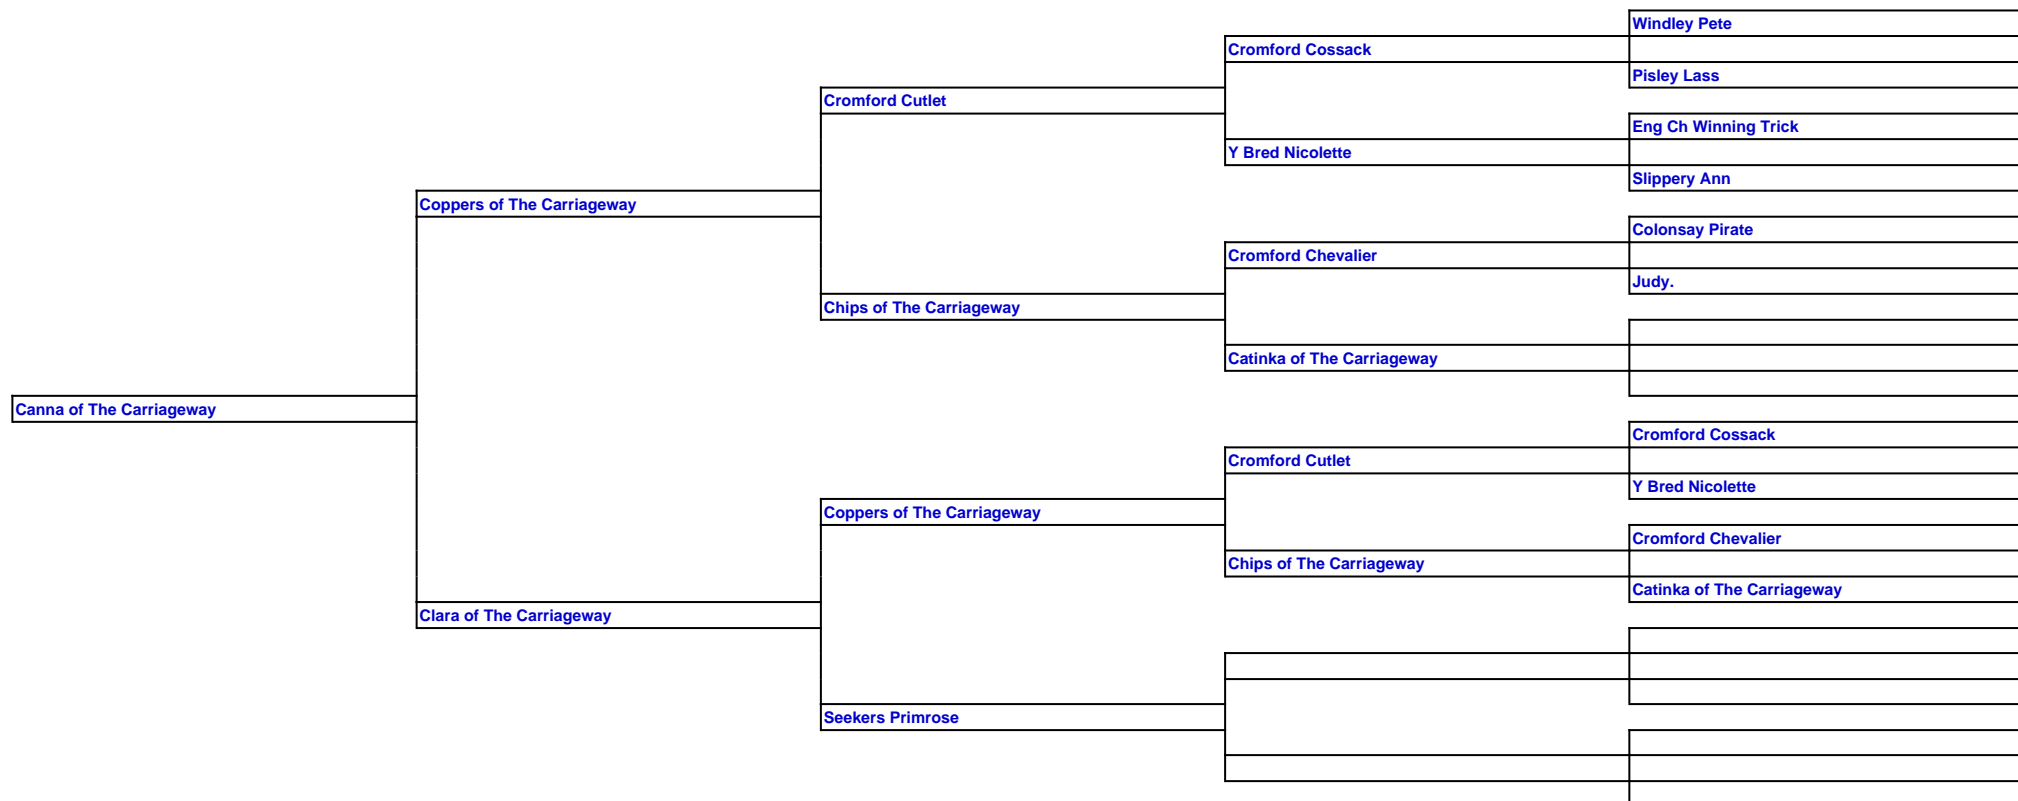 Windley Pete
Cromford Cossack
Pisley Lass
Cromford Cutlet
Eng Ch Winning Trick
Y Bred Nicolette
Slippery Ann
Coppers of The Carriageway
Colonsay Pirate
Cromford Chevalier
Judy.
Chips of The Carriageway
Catinka of The Carriageway
Canna of The Carriageway
Cromford Cossack
Cromford Cutlet
Y Bred Nicolette
Coppers of The Carriageway
Cromford Chevalier
Chips of The Carriageway
Catinka of The Carriageway
Clara of The Carriageway
Seekers Primrose